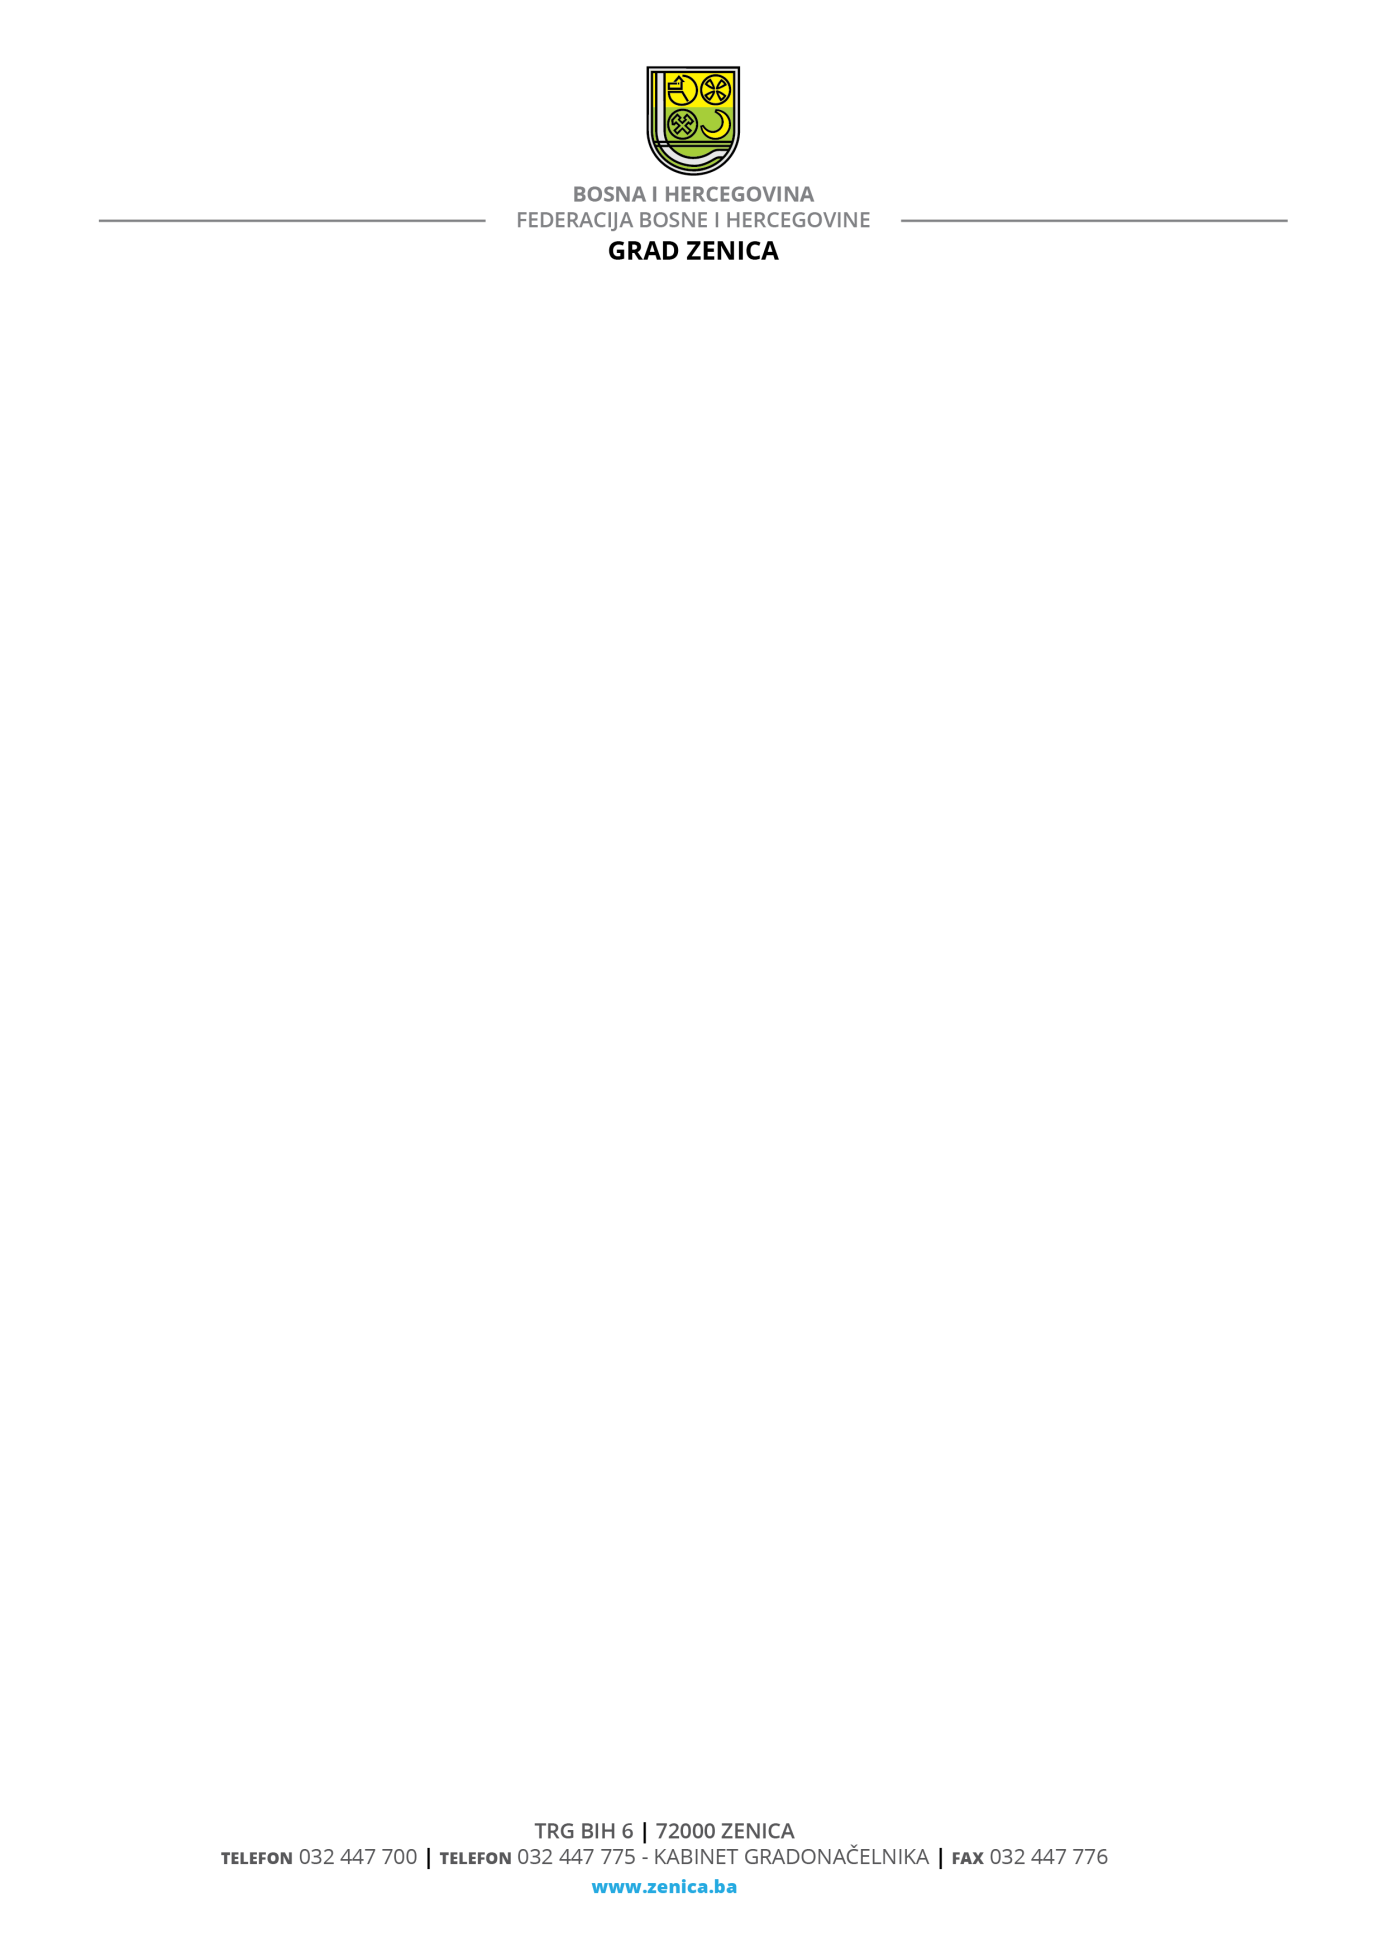 BOSNA I HERCEGOVINA
FEDERACIJA BOSNE I HERCEGOVINE
GRAD ZENICA
TRG BIH 6 | 72000 ZENICA
TELEFON 032 447 700 | TELEFON 032 447 775 - KABINET GRADONAČELNIKA | FAX 032 447 776
www.zenica.ba